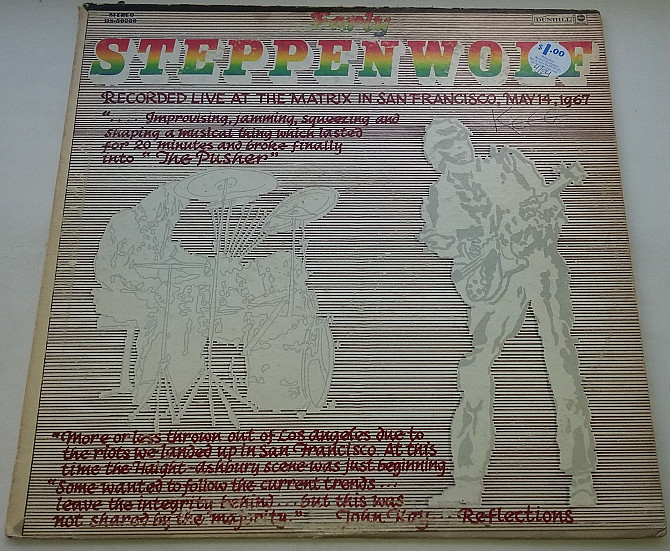 STEREO
DS-50060
Early
DUNHILL
abc
STEPPENWOLF
$1.00
RECORDED LIVE AT THE MATRIX IN SAN FRANCISCO, MAY 14, 1967
“.... Improvising, jamming, squeezing and
shaping a musical thing which lasted
for 20 minutes and broke finally
into “The Pusher”
“More or less thrown out of Los angeles due to
the riots we landed up in San Francisco. At this
time the Haight-ashbury scene was just beginning
“Some wanted to follow the current trends...
leave the integrity behind... but this was
not shared by the majority.” John Kay Reflections